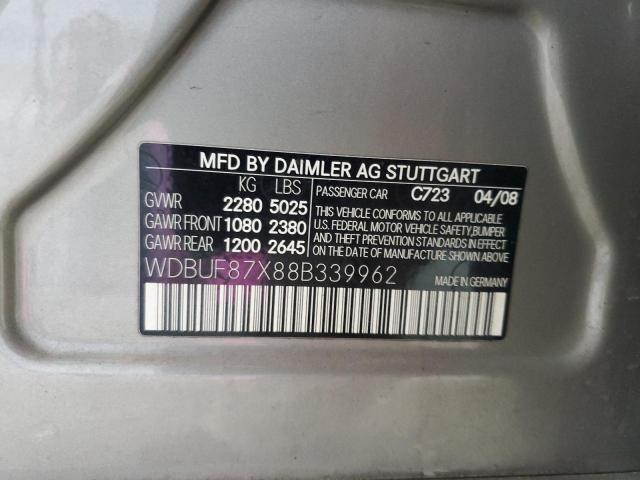 MFD BY DAIMLER AG STUTTGART
KG LBS
GVWR 2280 5025
GAWR FRONT 1080 2380
GAWR REAR 1200 2645
PASSENGER CAR C723 04/08
THIS VEHICLE CONFORMS TO ALL APPLICABLE
U.S. FEDERAL MOTOR VEHICLE SAFETY,BUMPER
AND THEFT PREVENTION STANDARDS IN EFFECT
ON THE DATE OF MANUFACTURE SHOWN ABOVE
WDBUF87X88B339962
MADE IN GERMANY